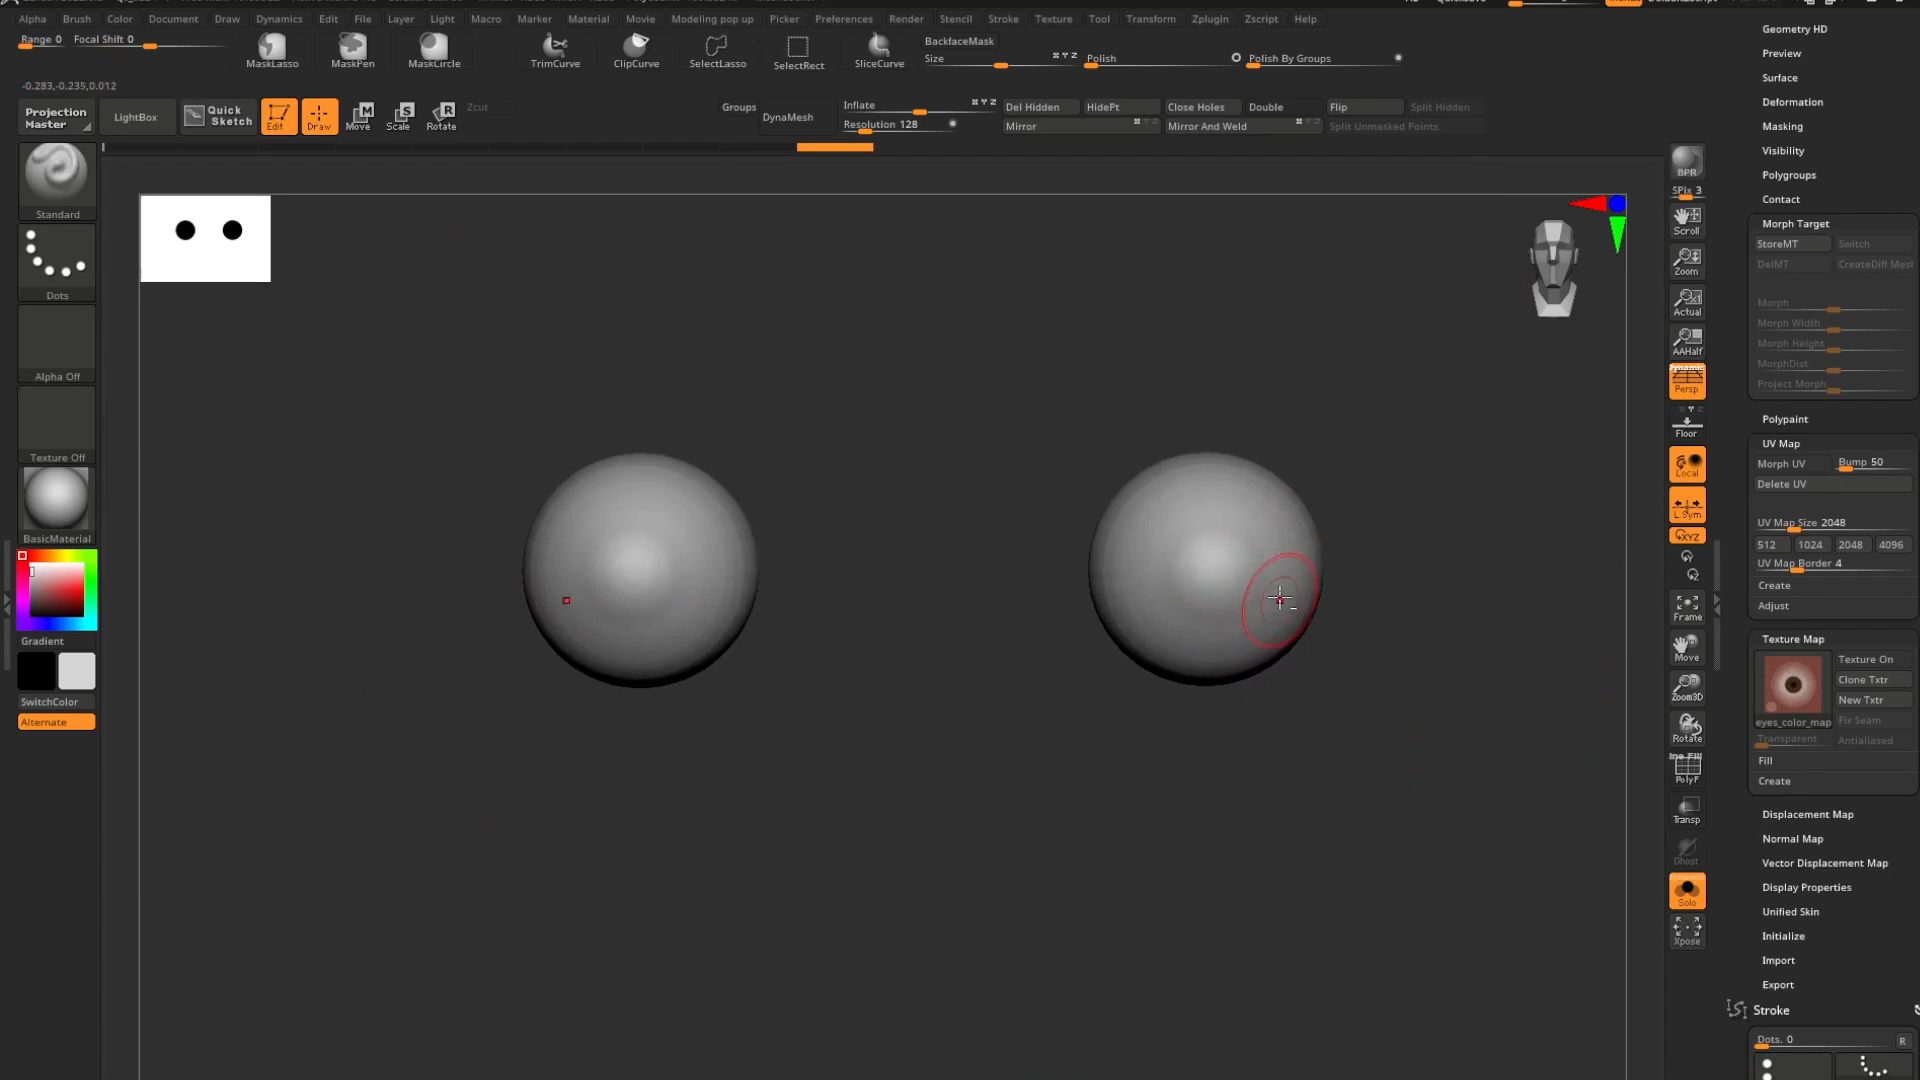 Alpha Brush Color Document Draw Dynamics Edit File Layer Light Macro Marker Material Movie Modeling pop up Picker Preferences Render Stencil Stroke Texture Tool Transform Zplugin Zscript Help
Range 0 Focal Shift 0
MaskLasso MaskPen MaskCircle TrimCurve ClipCurve SelectLasso SelectRect SliceCurve
BackfaceMask
Size Polish Polish By Groups
-0.283,-0.235,0.012
Projection Master LightBox Quick Sketch Edit Draw Move Scale Rotate Zcut
Groups DynaMesh Inflate Resolution 128
Del Hidden HidePt Close Holes Double Flip Split Hidden
Mirror Mirror And Weld Split Unmasked Points
Standard
Dots
Alpha Off
Texture Off
BasicMaterial
Gradient
SwitchColor
Alternate
BPR
SPix 3
Scroll
Zoom
Actual
AAHalf
Dynamic
Persp
Floor
Local
L.Sym
XYZ
Frame
Move
Zoom3D
Rotate
Line Fill
PolyF
Transp
Ghost
Dynamic
Solo
Xpose
Geometry HD
Preview
Surface
Deformation
Masking
Visibility
Polygroups
Contact
Morph Target
StoreMT Switch
DelMT CreateDiff Mesh
Morph
Morph Width
Morph Height
MorphDist
Project Morph
Polypaint
UV Map
Morph UV Bump 50
Delete UV
UV Map Size 2048
512 1024 2048 4096
UV Map Border 4
Create
Adjust
Texture Map
Texture On
Clone Txtr
New Txtr
eyes_color_map Fix Seam
Transparent Antialiased
Fill
Create
Displacement Map
Normal Map
Vector Displacement Map
Display Properties
Unified Skin
Initialize
Import
Export
Stroke
Dots. 0 R